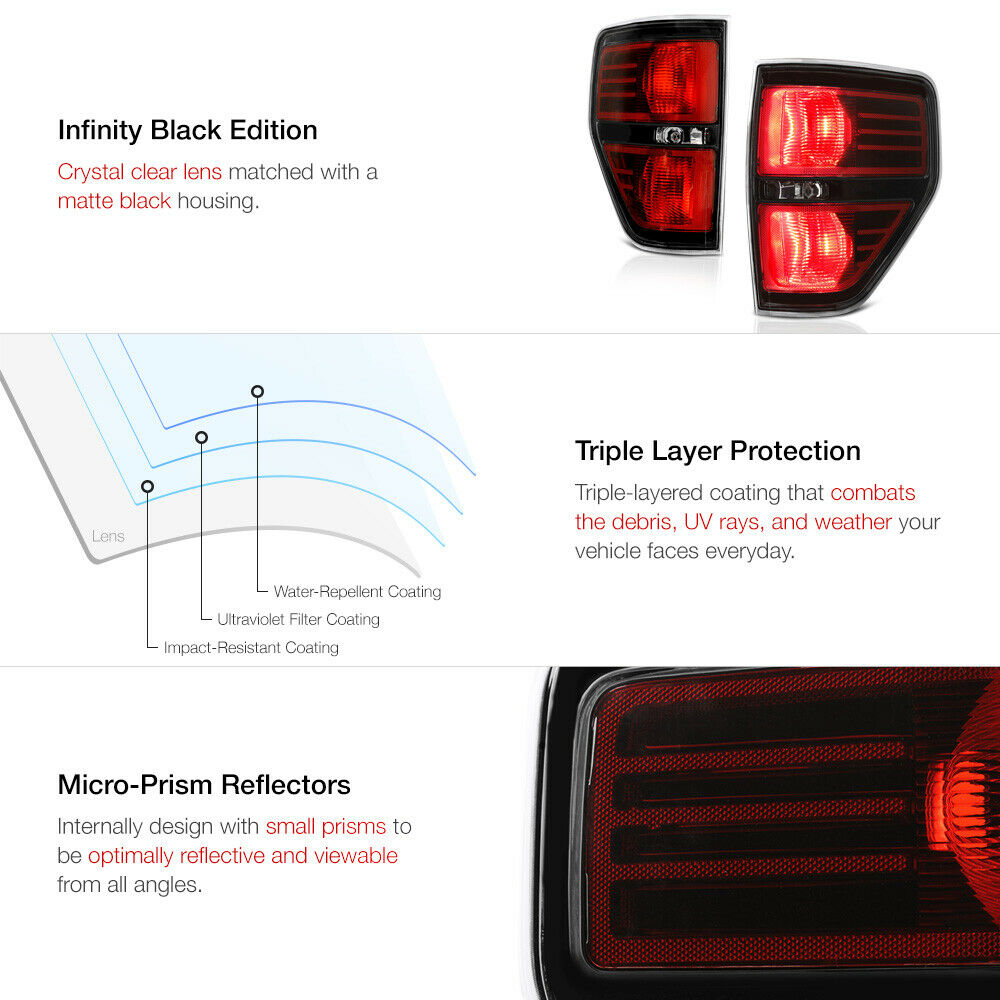 Infinity Black Edition
Crystal clear lens matched with a
matte black housing.
Lens
Water-Repellent Coating
Ultraviolet Filter Coating
Impact-Resistant Coating
Triple Layer Protection
Triple-layered coating that combats
the debris, UV rays, and weather your
vehicle faces everyday.
Micro-Prism Reflectors
Internally design with small prisms to
be optimally reflective and viewable
from all angles.